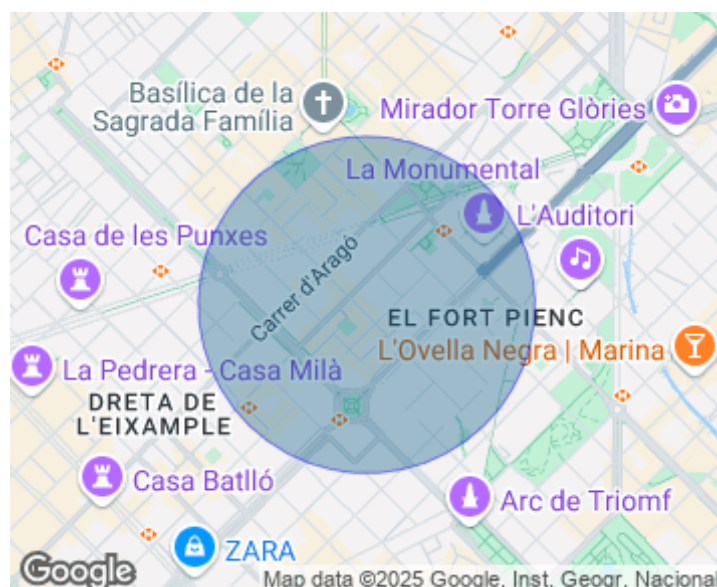 Basílica de la
Sagrada Família
Mirador Torre Glòries
La Monumental
L'Auditori
Casa de les Punxes
Carrer d'Aragó
EL FORT PIENC
L'Ovella Negra | Marina
La Pedrera - Casa Milà
DRETA DE
L'EIXAMPLE
Casa Batlló
Arc de Triomf
ZARA
Google
Map data ©2025 Google, Inst. Geogr. Nacional